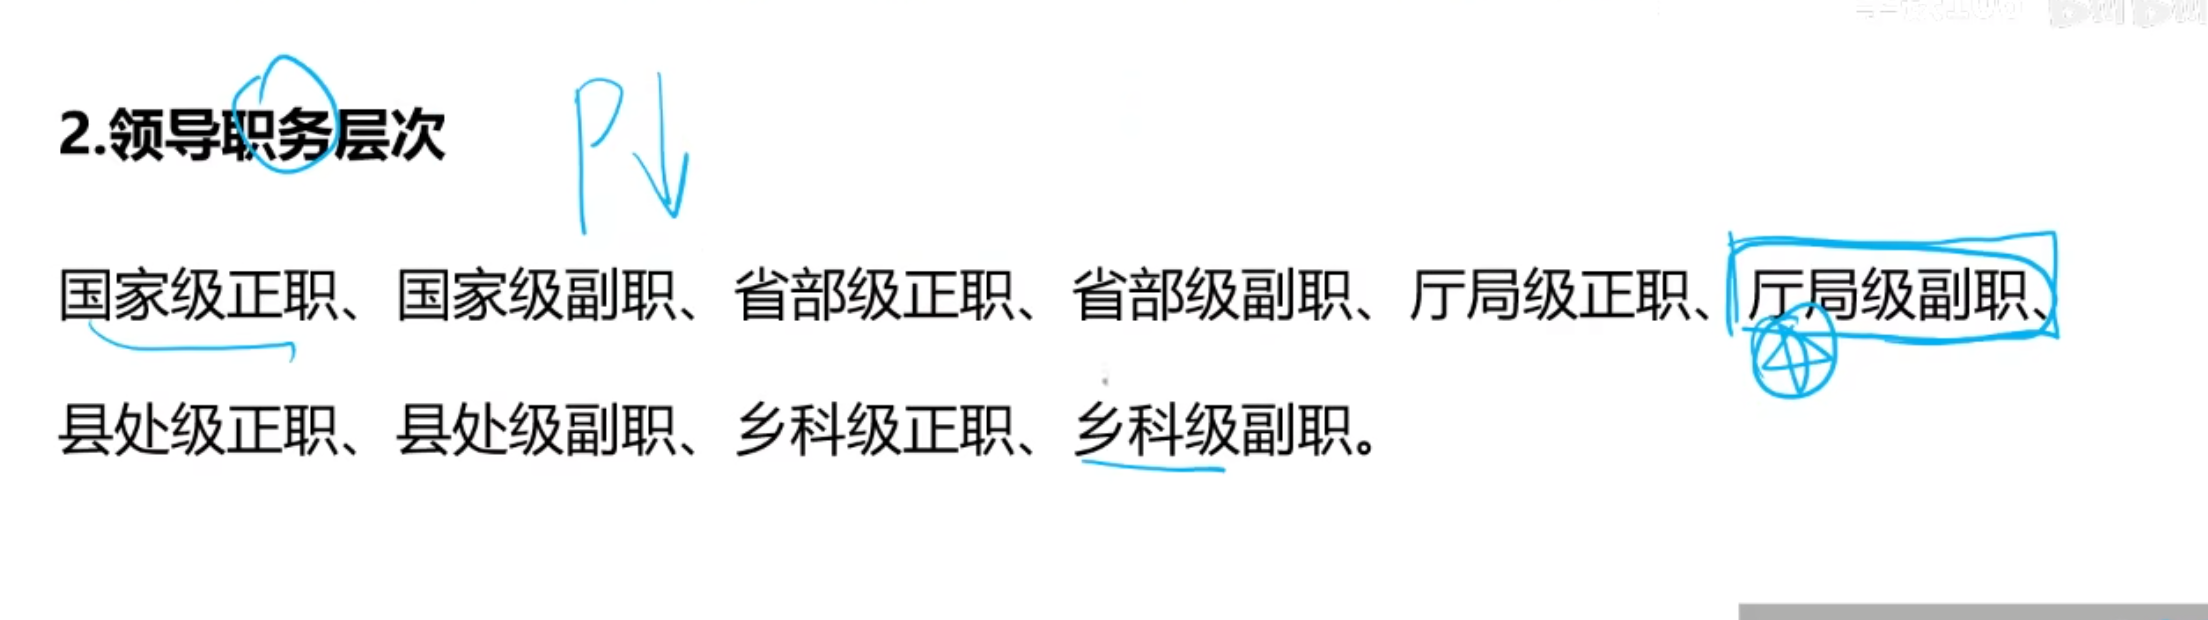 2.领导职务层次
P↓
国家级正职、国家级副职、省部级正职、省部级副职、厅局级正职、厅局级副职、
县处级正职、县处级副职、乡科级正职、乡科级副职。